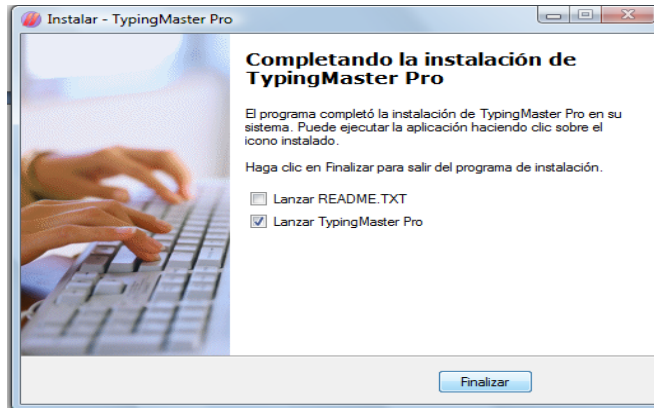 Instalar - TypingMaster Pro
Completando la instalación de
TypingMaster Pro
El programa completó la instalación de TypingMaster Pro en su
sistema. Puede ejecutar la aplicación haciendo clic sobre el
icono instalado.
Haga clic en Finalizar para salir del programa de instalación.
Lanzar README.TXT
Lanzar TypingMaster Pro
Finalizar